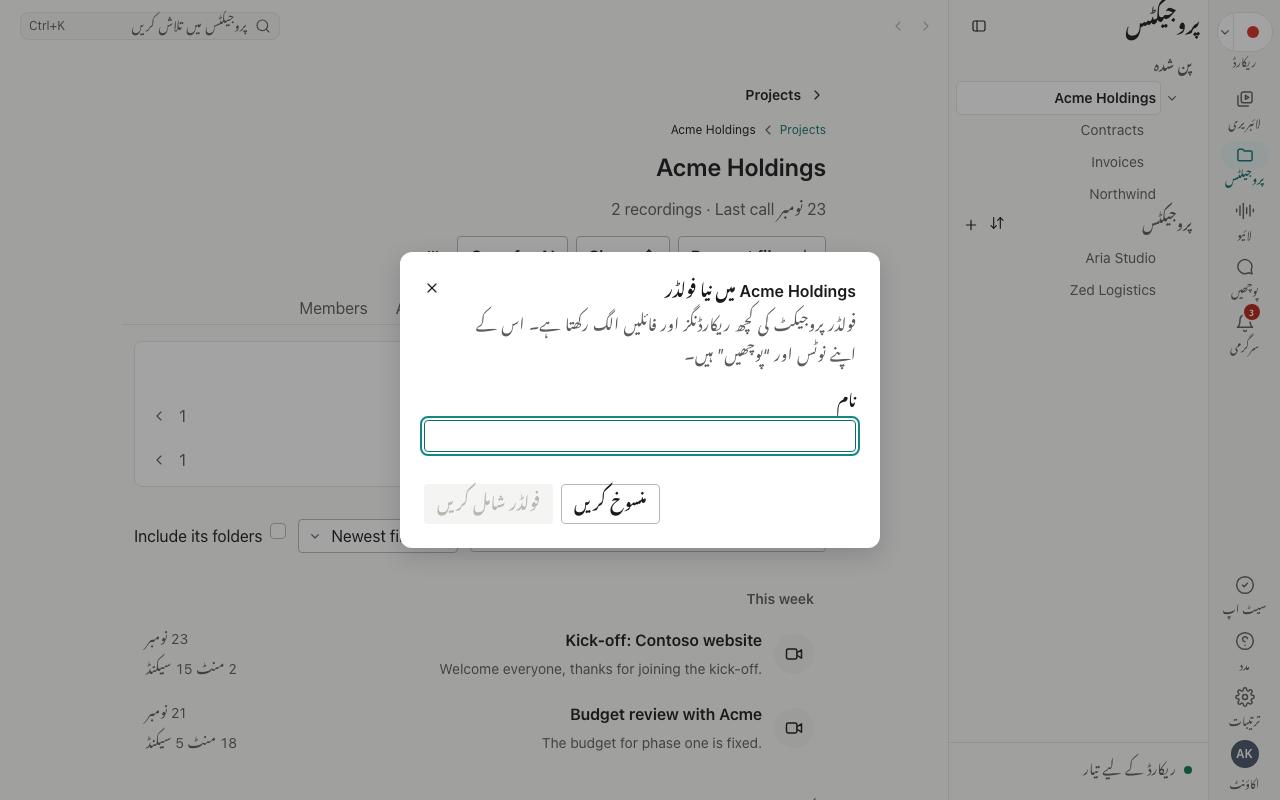 ریکارڈ
لائبریری
پروجیکٹس
لائیو
پوچھیں
3
سرگرمی
سیٹ اپ
مدد
ترتیبات
AK
اکاؤنٹ
پروجیکٹس
پن شدہ
Acme Holdings
Contracts
Invoices
Northwind
پروجیکٹس
Aria Studio
Zed Logistics
ریکارڈ کے لیے تیار
پروجیکٹس میں تلاش کریں
Ctrl+K
Projects
Projects
Acme Holdings
Acme Holdings
2 recordings · Last call 23 نومبر
Members
1
1
Include its folders
This week
Kick-off: Contoso website
23 نومبر
Welcome everyone, thanks for joining the kick-off.
2 منٹ 15 سیکنڈ
Budget review with Acme
21 نومبر
The budget for phase one is fixed.
18 منٹ 5 سیکنڈ
Acme Holdings میں نیا فولڈر
فولڈر پروجیکٹ کی کچھ ریکارڈنگز اور فائلیں الگ رکھتا ہے۔ اس کے
اپنے نوٹس اور "پوچھیں" ہیں۔
نام
منسوخ کریں
فولڈر شامل کریں